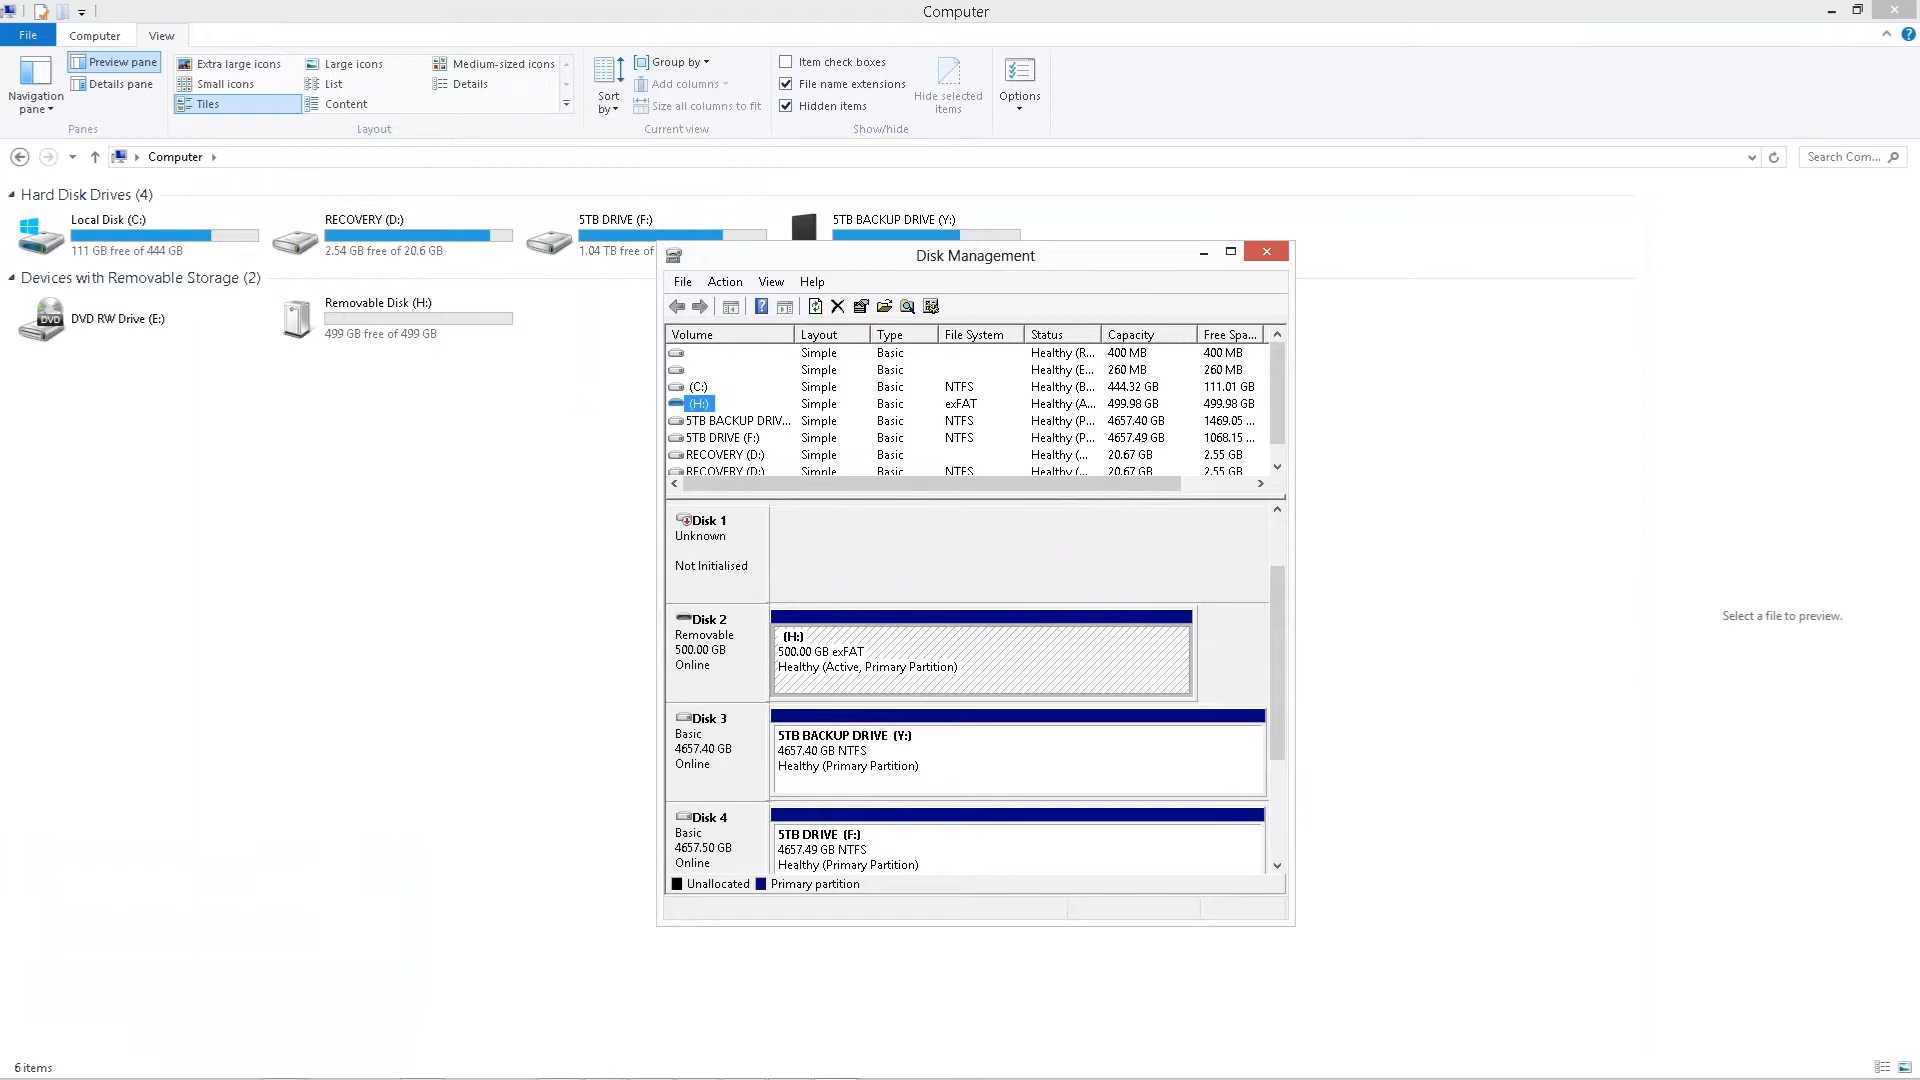 Computer
File
Computer
View
Navigation pane
Preview pane
Details pane
Panes
Extra large icons
Large icons
Medium-sized icons
Small icons
List
Details
Tiles
Content
Layout
Sort by
Group by
Add columns
Size all columns to fit
Current view
Item check boxes
File name extensions
Hidden items
Hide selected items
Show/hide
Options
Computer
Search Com...
Hard Disk Drives (4)
Local Disk (C:)
111 GB free of 444 GB
RECOVERY (D:)
2.54 GB free of 20.6 GB
5TB DRIVE (F:)
1.04 TB free of
5TB BACKUP DRIVE (Y:)
Devices with Removable Storage (2)
DVD
DVD RW Drive (E:)
Removable Disk (H:)
499 GB free of 499 GB
Disk Management
File Action View Help
Volume Layout Type File System Status Capacity Free Spa...
Simple Basic Healthy (R... 400 MB 400 MB
Simple Basic Healthy (E... 260 MB 260 MB
(C:) Simple Basic NTFS Healthy (B... 444.32 GB 111.01 GB
(H:) Simple Basic exFAT Healthy (A... 499.98 GB 499.98 GB
5TB BACKUP DRIV... Simple Basic NTFS Healthy (P... 4657.40 GB 1469.05 ...
5TB DRIVE (F:) Simple Basic NTFS Healthy (P... 4657.49 GB 1068.15 ...
RECOVERY (D:) Simple Basic Healthy (... 20.67 GB 2.55 GB
RECOVERY (D:) Simple Basic NTFS Healthy (... 20.67 GB 2.55 GB
Disk 1
Unknown
Not Initialised
Disk 2
Removable
500.00 GB
Online
(H:)
500.00 GB exFAT
Healthy (Active, Primary Partition)
Disk 3
Basic
4657.40 GB
Online
5TB BACKUP DRIVE (Y:)
4657.40 GB NTFS
Healthy (Primary Partition)
Disk 4
Basic
4657.50 GB
Online
5TB DRIVE (F:)
4657.49 GB NTFS
Healthy (Primary Partition)
Unallocated Primary partition
Select a file to preview.
6 items